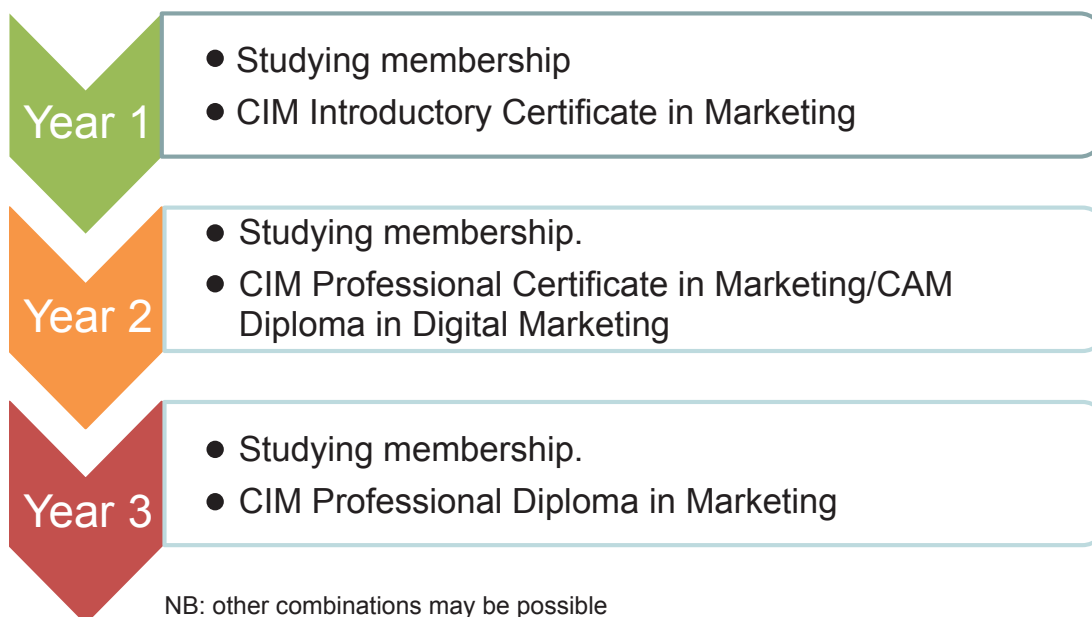 Year 1
● Studying membership
● CIM Introductory Certificate in Marketing
Year 2
● Studying membership.
● CIM Professional Certificate in Marketing/CAM
Diploma in Digital Marketing
Year 3
● Studying membership.
● CIM Professional Diploma in Marketing
NB: other combinations may be possible